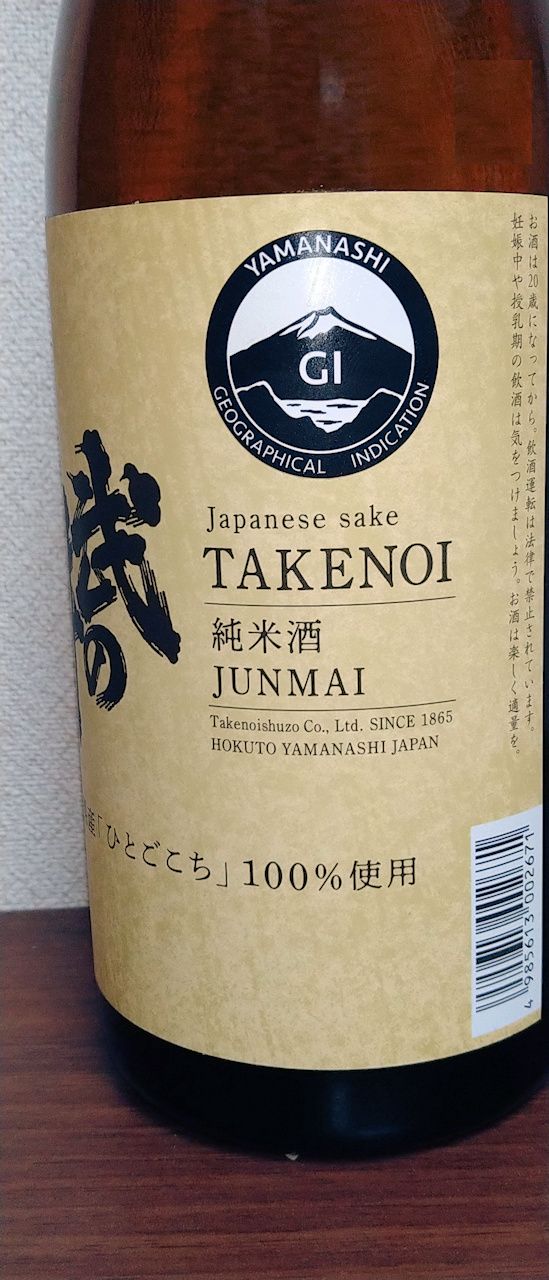 YAMANASHI
GI
GEOGRAPHICAL INDICATION
Japanese sake
TAKENOI
純米酒
JUNMAI
Takenoishuzo Co., Ltd. SINCE 1865
HOKUTO YAMANASHI JAPAN
武の
産「ひとごこち」100%使用
お酒は20歳になってから。飲酒運転は法律で禁止されています。
妊娠中や授乳期の飲酒は気をつけましょう。お酒は楽しく適量を。
4985613002671